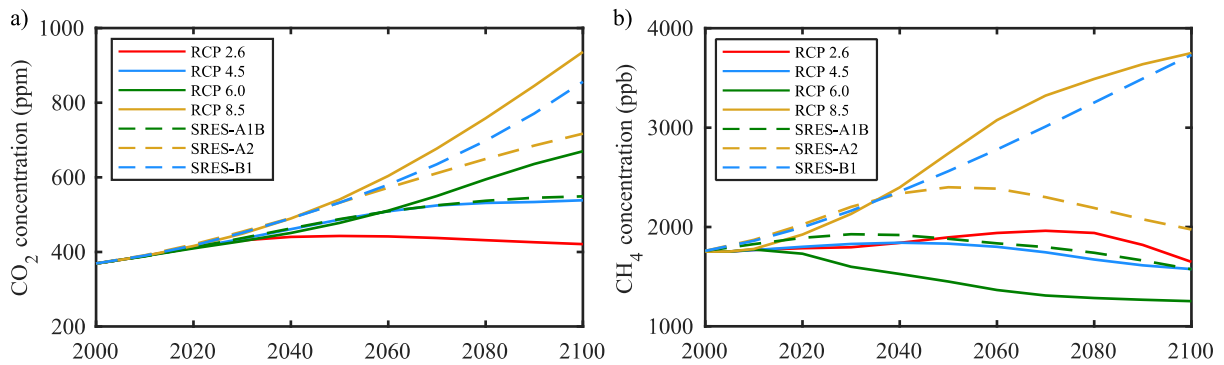 a)
CO2 concentration (ppm)
1000
800
600
400
200
2000 2020 2040 2060 2080 2100
RCP 2.6
RCP 4.5
RCP 6.0
RCP 8.5
SRES-A1B
SRES-A2
SRES-B1
b)
CH4 concentration (ppb)
4000
3000
2000
1000
2000 2020 2040 2060 2080 2100
RCP 2.6
RCP 4.5
RCP 6.0
RCP 8.5
SRES-A1B
SRES-A2
SRES-B1